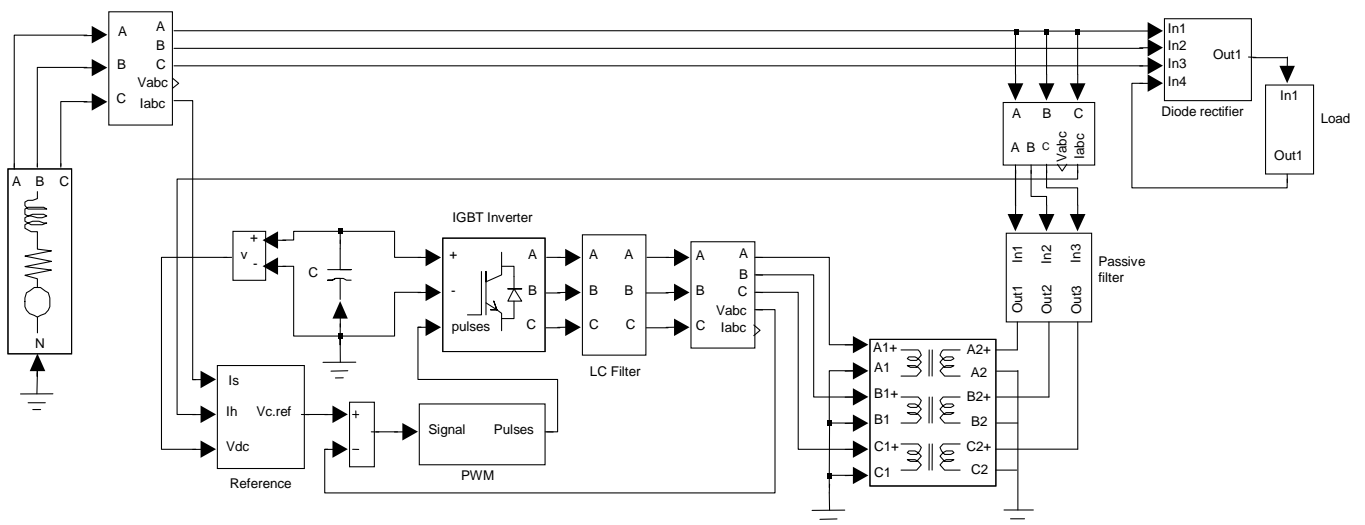 A A
B B
C C
Vabc
Iabc
In1
In2
In3
In4
Out1
Diode rectifier
In1
Out1
Load
A B C
N
A B C
A B C Vabc Iabc
In1 In2 In3
Out1 Out2 Out3
Passive filter
+
v
-
C
IGBT Inverter
+
-
pulses
A
B
C
A A
B B
C C
LC Filter
A A
B B
C C
Vabc
Iabc
A1+ A2+
A1 A2
B1+ B2+
B1 B2
C1+ C2+
C1 C2
Is
Ih
Vdc
Vc.ref
Reference
+
−
Signal Pulses
PWM